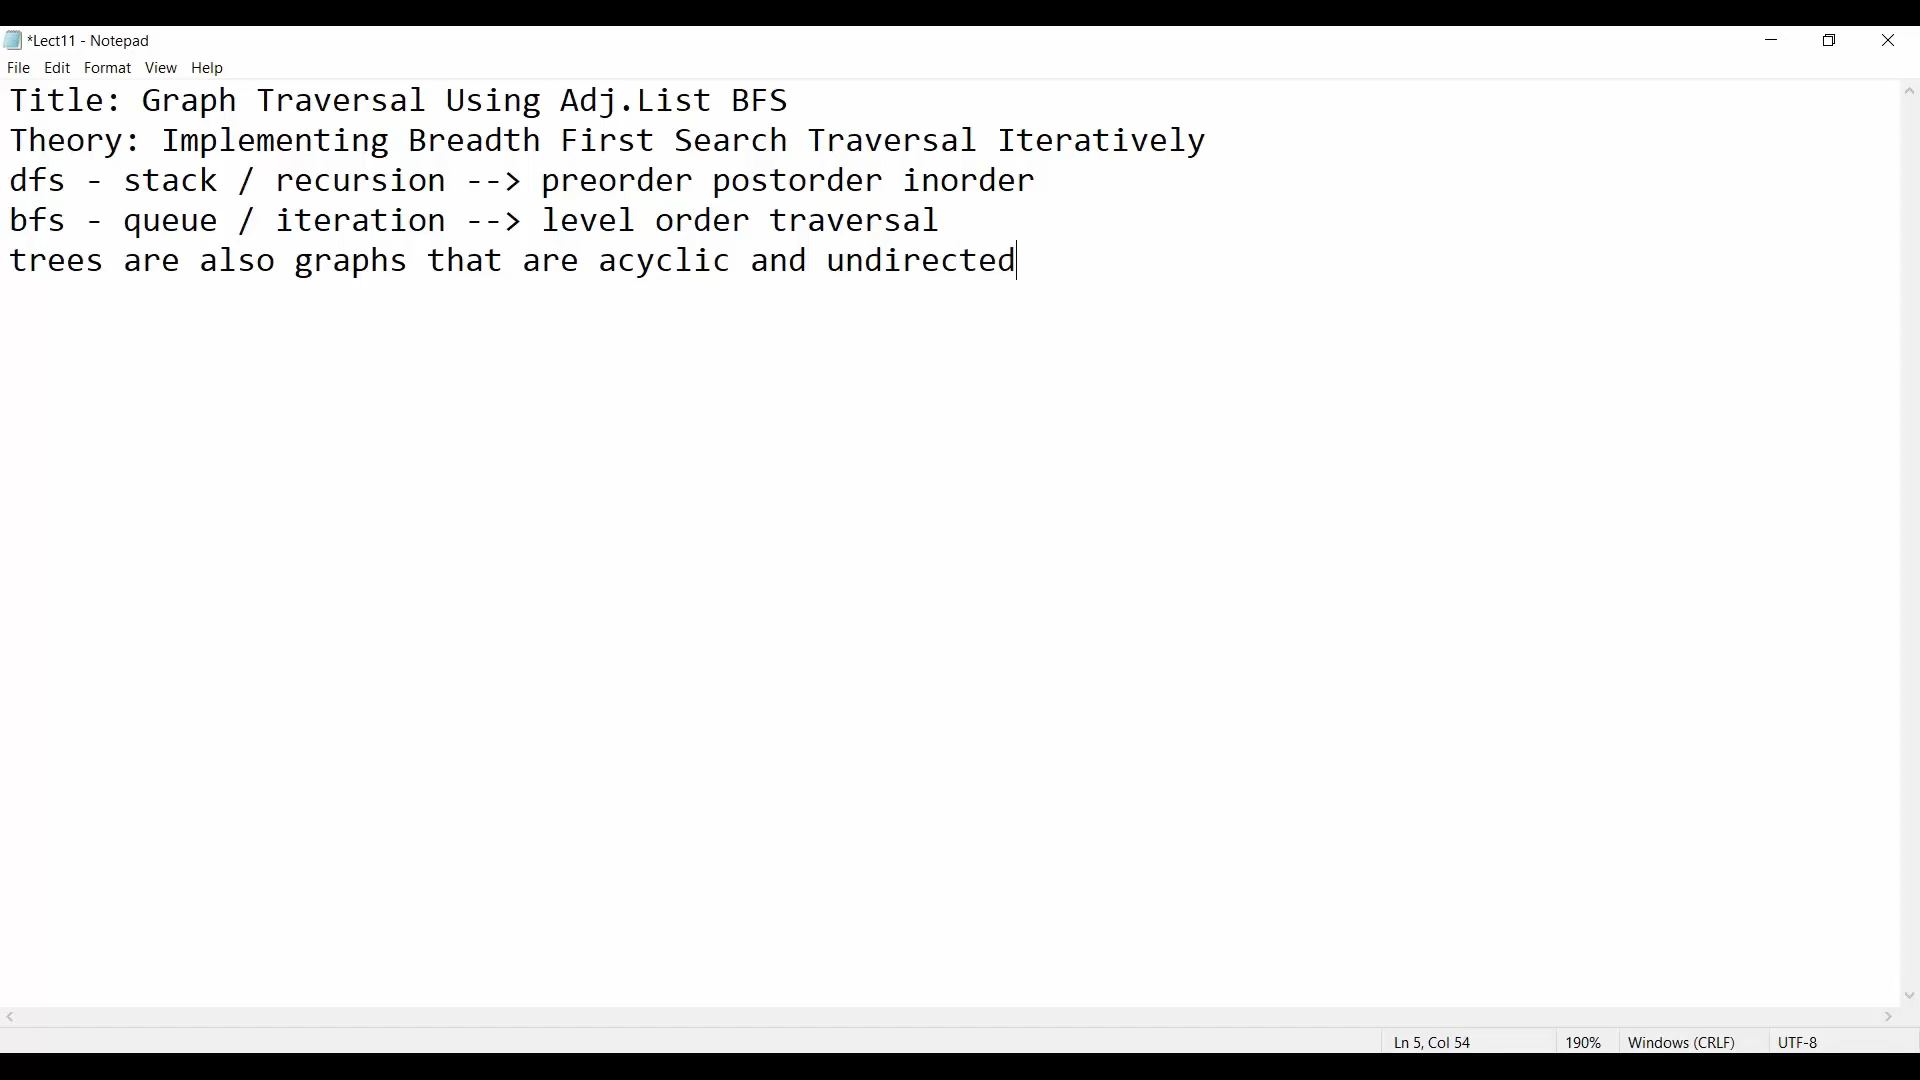 *Lect11 - Notepad
File Edit Format View Help
Title: Graph Traversal Using Adj.List BFS
Theory: Implementing Breadth First Search Traversal Iteratively
dfs - stack / recursion --> preorder postorder inorder
bfs - queue / iteration --> level order traversal
trees are also graphs that are acyclic and undirected
Ln 5, Col 54 190% Windows (CRLF) UTF-8